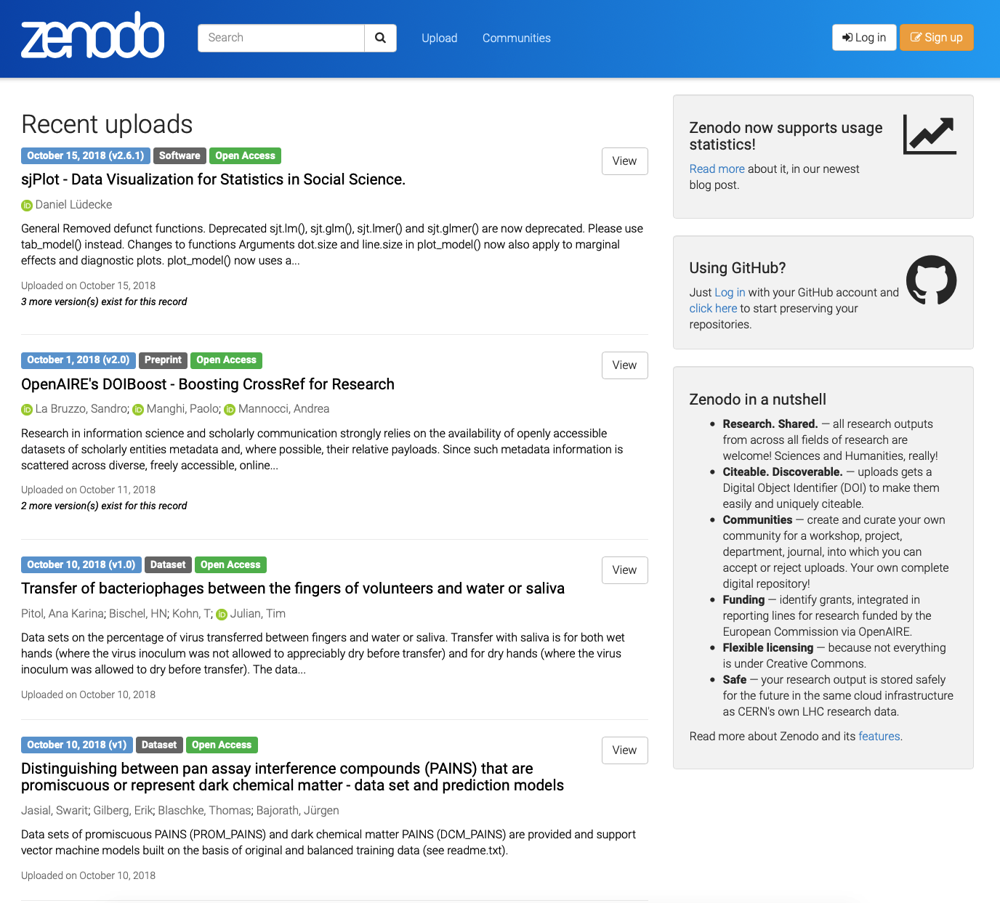 zenodo
Search
Upload
Communities
Log in
Sign up
Recent uploads
October 15, 2018 (v2.6.1) Software Open Access
View
sjPlot - Data Visualization for Statistics in Social Science.
iD Daniel Lüdecke
General Removed defunct functions. Deprecated sjt.lm(), sjt.glm(), sjt.lmer() and sjt.glmer() are now deprecated. Please use
tab_model() instead. Changes to functions Arguments dot.size and line.size in plot_model() now also apply to marginal
effects and diagnostic plots. plot_model() now uses a...
Uploaded on October 15, 2018
3 more version(s) exist for this record
October 1, 2018 (v2.0) Preprint Open Access
View
OpenAIRE's DOIBoost - Boosting CrossRef for Research
iD La Bruzzo, Sandro; iD Manghi, Paolo; iD Mannocci, Andrea
Research in information science and scholarly communication strongly relies on the availability of openly accessible
datasets of scholarly entities metadata and, where possible, their relative payloads. Since such metadata information is
scattered across diverse, freely accessible, online...
Uploaded on October 11, 2018
2 more version(s) exist for this record
October 10, 2018 (v1.0) Dataset Open Access
View
Transfer of bacteriophages between the fingers of volunteers and water or saliva
Pitol, Ana Karina; Bischel, HN; Kohn, T; iD Julian, Tim
Data sets on the percentage of virus transferred between fingers and water or saliva. Transfer with saliva is for both wet
hands (where the virus inoculum was not allowed to appreciably dry before transfer) and for dry hands (where the virus
inoculum was allowed to dry before transfer). The data...
Uploaded on October 10, 2018
October 10, 2018 (v1) Dataset Open Access
View
Distinguishing between pan assay interference compounds (PAINS) that are
promiscuous or represent dark chemical matter - data set and prediction models
Jasial, Swarit; Gilberg, Erik; Blaschke, Thomas; Bajorath, Jürgen
Data sets of promiscuous PAINS (PROM_PAINS) and dark chemical matter PAINS (DCM_PAINS) are provided and support
vector machine models built on the basis of original and balanced training data (see readme.txt).
Uploaded on October 10, 2018
Zenodo now supports usage
statistics!
Read more about it, in our newest
blog post.
Using GitHub?
Just Log in with your GitHub account and
click here to start preserving your
repositories.
Zenodo in a nutshell
• Research. Shared. — all research outputs
from across all fields of research are
welcome! Sciences and Humanities, really!
• Citeable. Discoverable. — uploads gets a
Digital Object Identifier (DOI) to make them
easily and uniquely citeable.
• Communities — create and curate your own
community for a workshop, project,
department, journal, into which you can
accept or reject uploads. Your own complete
digital repository!
• Funding — identify grants, integrated in
reporting lines for research funded by the
European Commission via OpenAIRE.
• Flexible licensing — because not everything
is under Creative Commons.
• Safe — your research output is stored safely
for the future in the same cloud infrastructure
as CERN's own LHC research data.
Read more about Zenodo and its features.